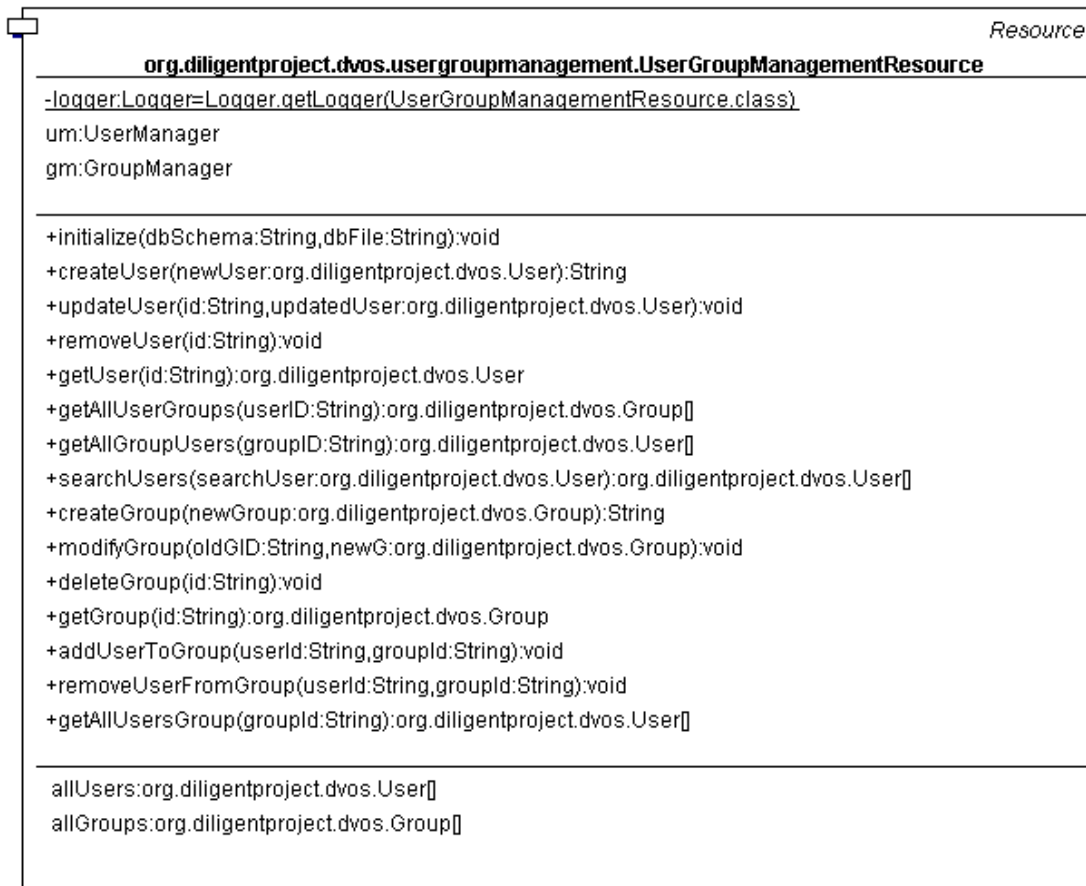 Resource
org.diligentproject.dvos.usergroupmanagement.UserGroupManagementResource
-logger:Logger=Logger.getLogger(UserGroupManagementResource.class)
um:UserManager
gm:GroupManager
+initialize(dbSchema:String,dbFile:String):void
+createUser(newUser:org.diligentproject.dvos.User):String
+updateUser(id:String,updatedUser:org.diligentproject.dvos.User):void
+removeUser(id:String):void
+getUser(id:String):org.diligentproject.dvos.User
+getAllUserGroups(userID:String):org.diligentproject.dvos.Group[]
+getAllGroupUsers(groupID:String):org.diligentproject.dvos.User[]
+searchUsers(searchUser:org.diligentproject.dvos.User):org.diligentproject.dvos.User[]
+createGroup(newGroup:org.diligentproject.dvos.Group):String
+modifyGroup(oldGID:String,newG:org.diligentproject.dvos.Group):void
+deleteGroup(id:String):void
+getGroup(id:String):org.diligentproject.dvos.Group
+addUserToGroup(userId:String,groupId:String):void
+removeUserFromGroup(userId:String,groupId:String):void
+getAllUsersGroup(groupId:String):org.diligentproject.dvos.User[]
allUsers:org.diligentproject.dvos.User[]
allGroups:org.diligentproject.dvos.Group[]